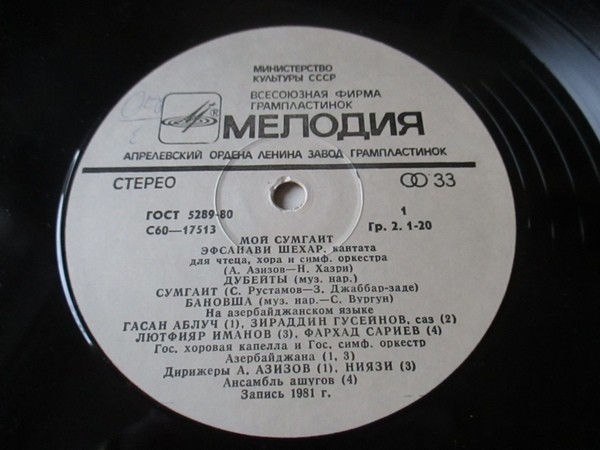 МИНИСТЕРСТВО
КУЛЬТУРЫ СССР
ВСЕСОЮЗНАЯ ФИРМА
ГРАМПЛАСТИНОК
МЕЛОДИЯ
АПРЕЛЕВСКИЙ ОРДЕНА ЛЕНИНА ЗАВОД ГРАМПЛАСТИНОК
СТЕРЕО 33
ГОСТ 5289-80 1
С60—17513 Гр. 2. 1-20
МОЙ СУМГАИТ
ЭФСАНАВИ ШЕХАР, кантата
для чтеца, хора и симф. оркестра
(А. Азизов—Н. Хазри)
ДУБЕЙТЫ (муз. нар.)
СУМГАИТ (С. Рустамов—З. Джаббар-заде)
БАНОВША (муз. нар.—С. Вургун)
На азербайджанском языке
ГАСАН АБЛУЧ (1), ЗИРАДДИН ГУСЕЙНОВ, саз (2)
ЛЮТФИЯР ИМАНОВ (3), ФАРХАД САРИЕВ (4)
Гос. хоровая капелла и Гос. симф. оркестр
Азербайджана (1, 3)
Дирижеры А. АЗИЗОВ (1), НИЯЗИ (3)
Ансамбль ашугов (4)
Запись 1981 г.